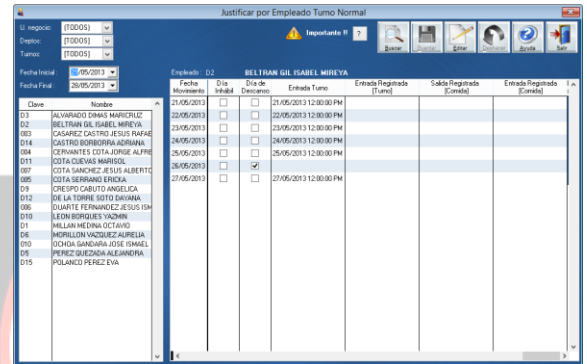 Justificar por Empleado Turno Normal
U. negocio: (TODOS)
Deptos: (TODOS)
Turnos: (TODOS)
Importante !! ?
Buscar Guardar Editar Deshacer Ayuda Salir
Fecha Inicial : 21/05/2013
Fecha Final : 28/05/2013
Empleado : D2 BELTRAN GIL ISABEL MIREYA
Clave Nombre
D3 ALVARADO DIMAS MARICRUZ
D2 BELTRAN GIL ISABEL MIREYA
003 CASAREZ CASTRO JESUS RAFAE
D14 CASTRO BORBORRA ADRIANA
004 CERVANTES COTA JORGE ALFRE
D11 COTA CUEVAS MARISOL
007 COTA SANCHEZ JESUS ALBERTO
005 COTA SERRANO ERICKA
D9 CRESPO CABUTO ANGELICA
D12 DE LA TORRE SOTO DAYANA
006 DUARTE FERNANDEZ JESUS ISM
D10 LEON BORQUES YAZMIN
D1 MILLAN MEDINA OCTAVIO
D6 MORILLON VAZQUEZ AURELIA
010 OCHOA GANDARA JOSE ISMAEL
D5 PEREZ QUEZADA ALEJANDRA
D15 POLANCO PEREZ EVA
Fecha Movimiento Día Inhábil Día de Descanso Entrada Turno Entrada Registrada (Turno) Salida Registrada (Comida) Entrada Registrada (Comida)
21/05/2013 21/05/2013 12:00:00 PM
22/05/2013 22/05/2013 12:00:00 PM
23/05/2013 23/05/2013 12:00:00 PM
24/05/2013 24/05/2013 12:00:00 PM
25/05/2013 25/05/2013 12:00:00 PM
26/05/2013
27/05/2013 27/05/2013 12:00:00 PM